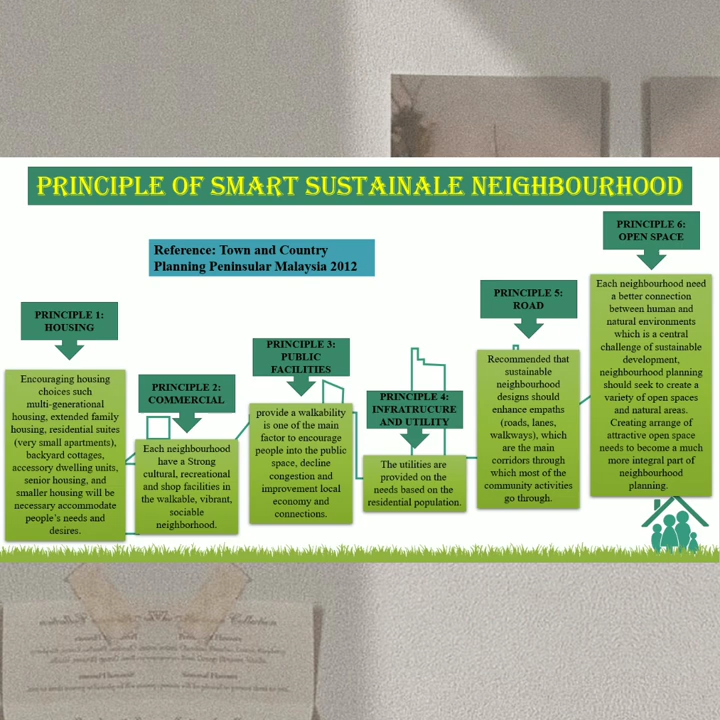 PRINCIPLE OF SMART SUSTAINALE NEIGHBOURHOOD
Reference: Town and Country
Planning Peninsular Malaysia 2012
PRINCIPLE 1:
HOUSING
Encouraging housing
choices such
multi-generational
housing, extended family
housing, residential suites
(very small apartments),
backyard cottages,
accessory dwelling units,
senior housing, and
smaller housing will be
necessary accommodate
people's needs and
desires.
PRINCIPLE 2:
COMMERCIAL
Each neighbourhood
have a Strong
cultural, recreational
and shop facilities in
the walkable, vibrant,
sociable
neighborhood.
PRINCIPLE 3:
PUBLIC
FACILITIES
provide a walkability
is one of the main
factor to encourage
people into the public
space, decline
congestion and
improvement local
economy and
connections.
PRINCIPLE 4:
INFRATRUCURE
AND UTILITY
The utilities are
provided on the
needs based on the
residential population.
PRINCIPLE 5:
ROAD
Recommended that
sustainable
neighbourhood
designs should
enhance empaths
(roads, lanes,
walkways), which
are the main
corridors through
which most of the
community activities
go through.
PRINCIPLE 6:
OPEN SPACE
Each neighbourhood need
a better connection
between human and
natural environments
which is a central
challenge of sustainable
development,
neighbourhood planning
should seek to create a
variety of open spaces
and natural areas.
Creating arrange of
attractive open space
needs to become a much
more integral part of
neighbourhood
planning.